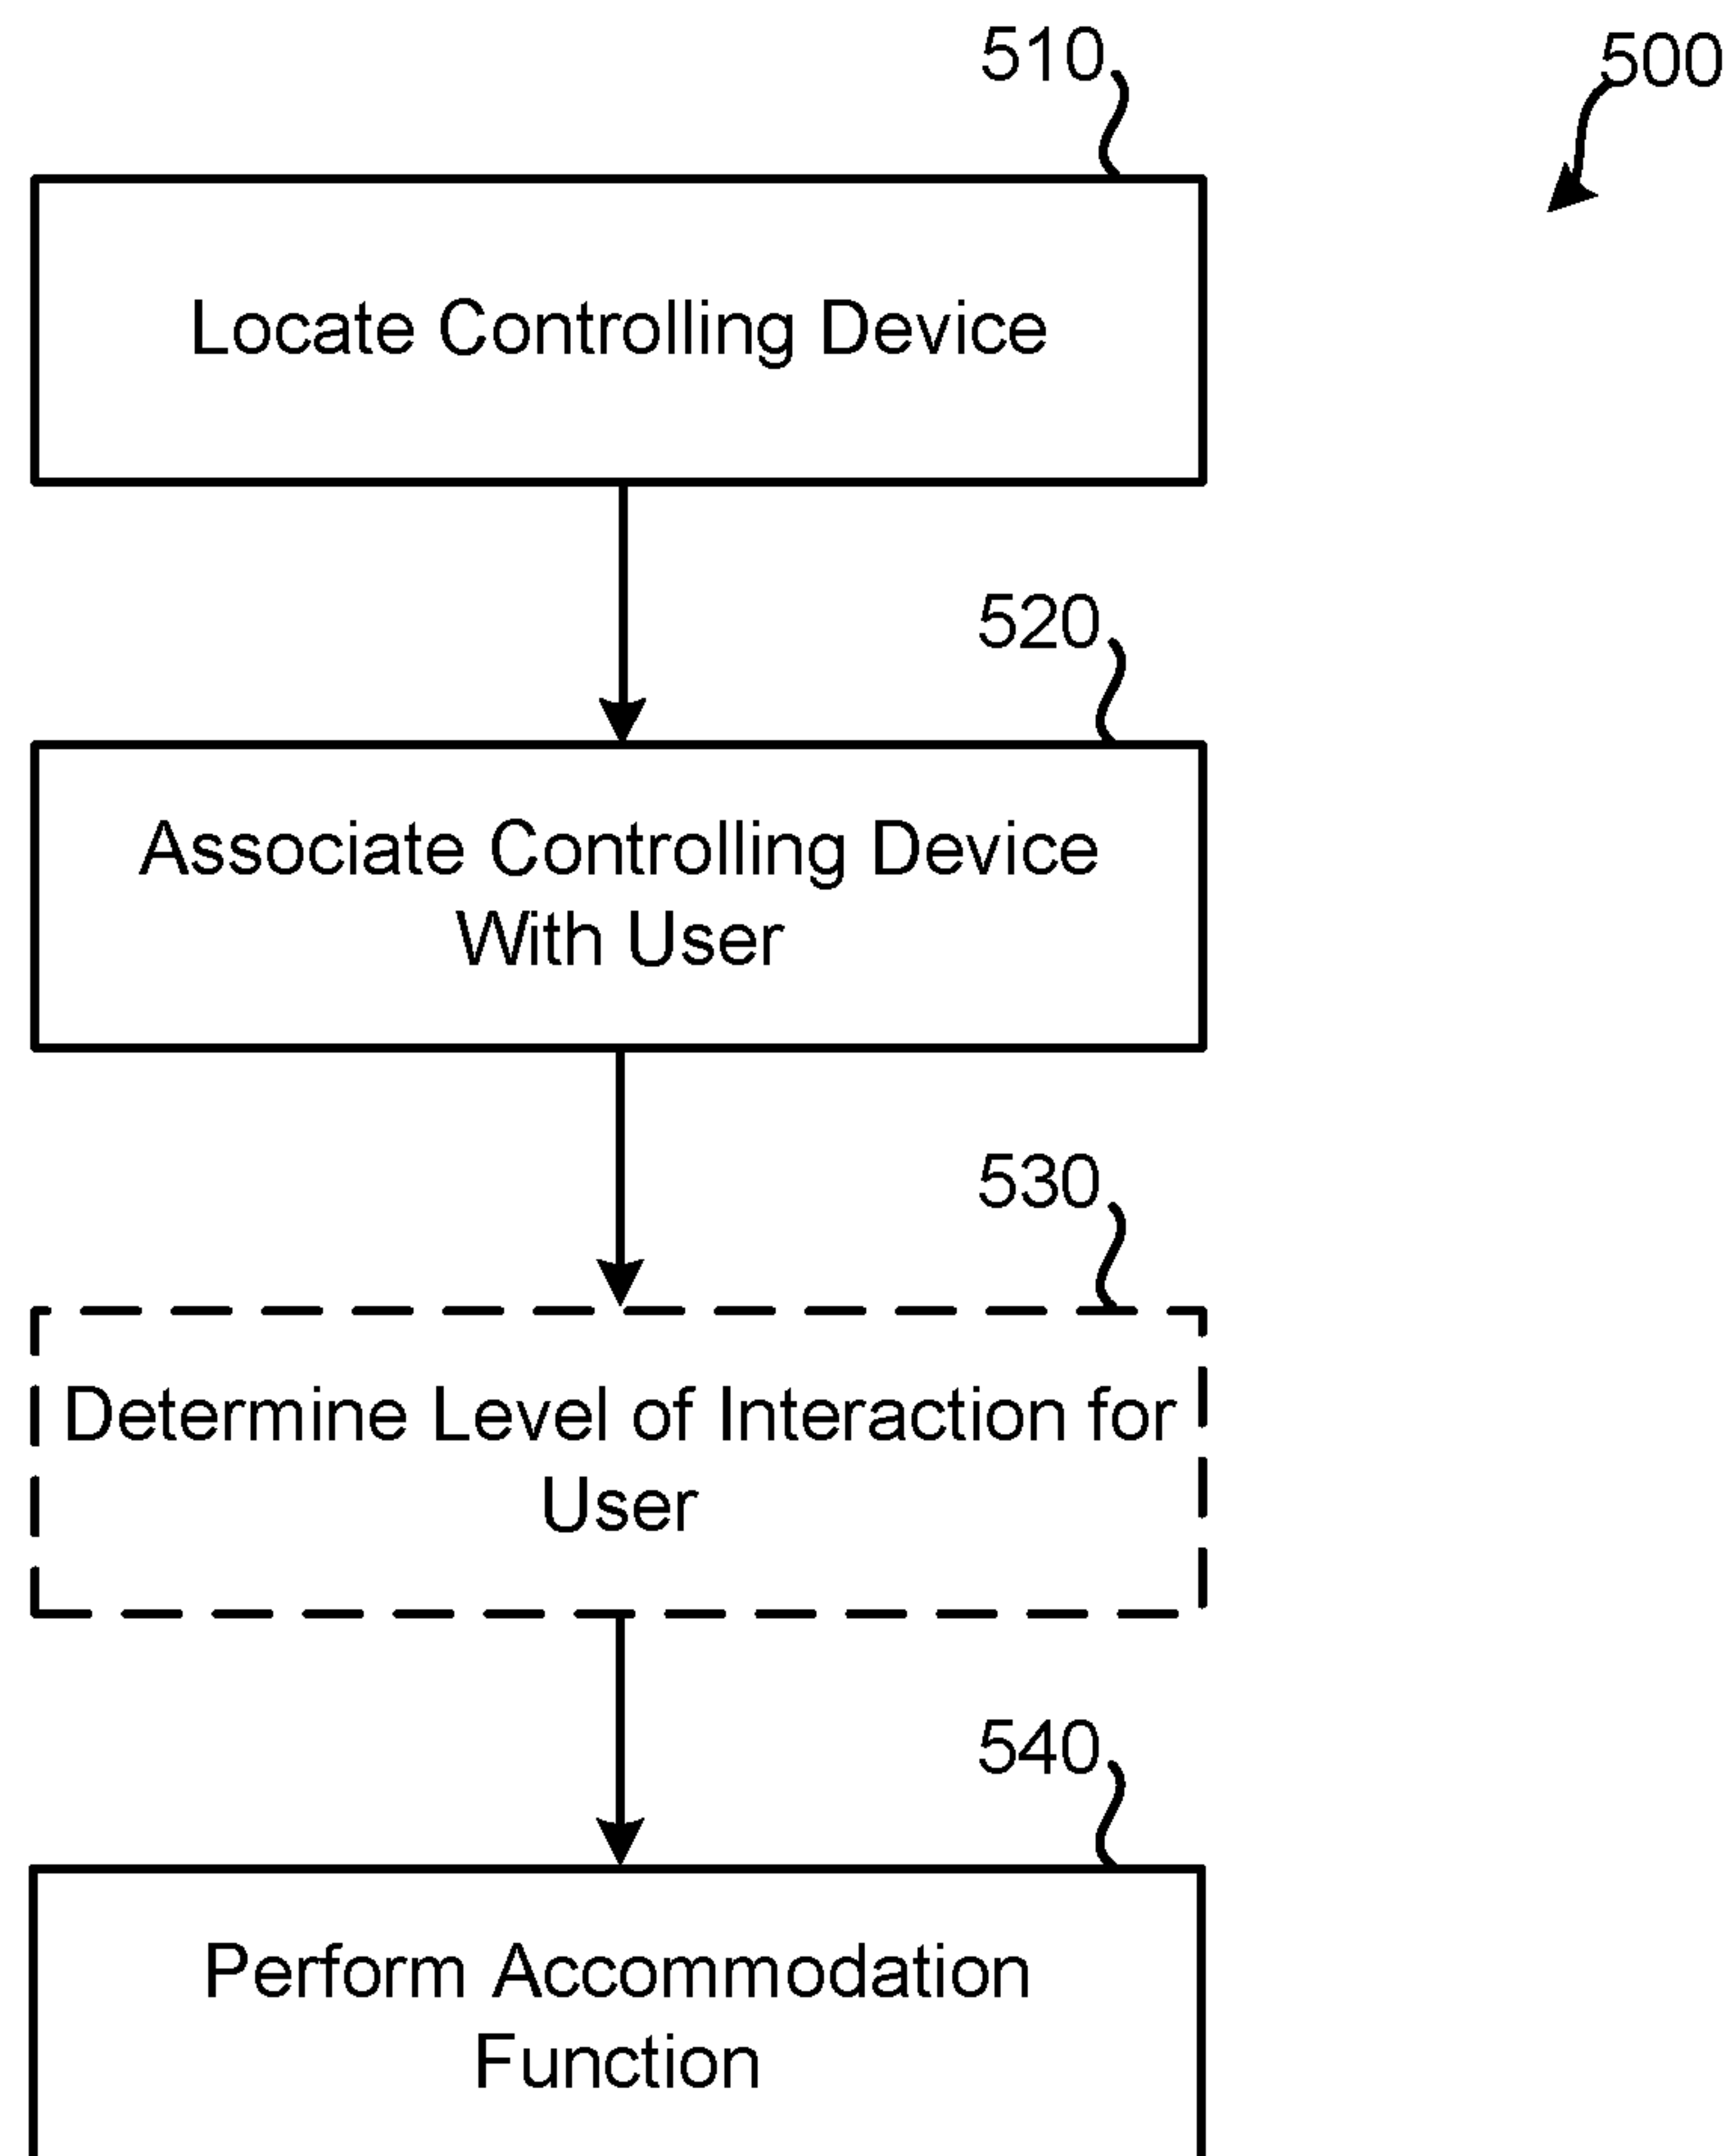 510
500
Locate Controlling Device
520
Associate Controlling Device
With User
530
Determine Level of Interaction for
User
540
Perform Accommodation
Function